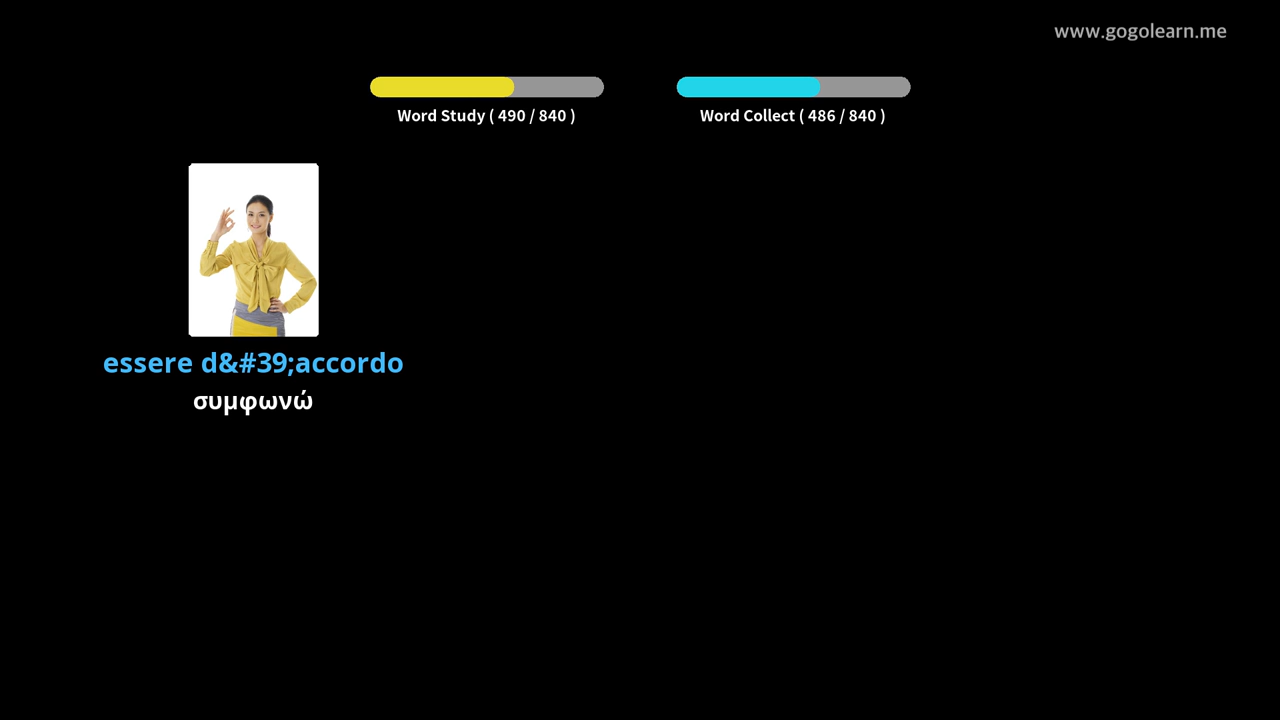 www.gogolearn.me
Word Study ( 490 / 840 )
Word Collect ( 486 / 840 )
essere d&#39;accordo
συμφωνώ